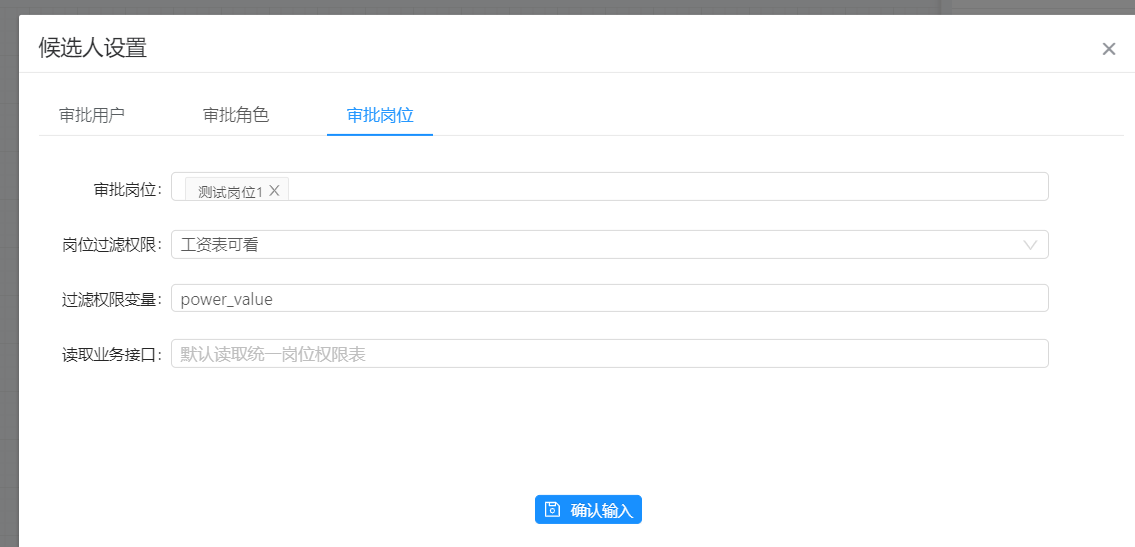 候选人设置
审批用户 审批角色 审批岗位
审批岗位: 测试岗位1
岗位过滤权限: 工资表可看
过滤权限变量: power_value
读取业务接口: 默认读取统一岗位权限表
确认输入